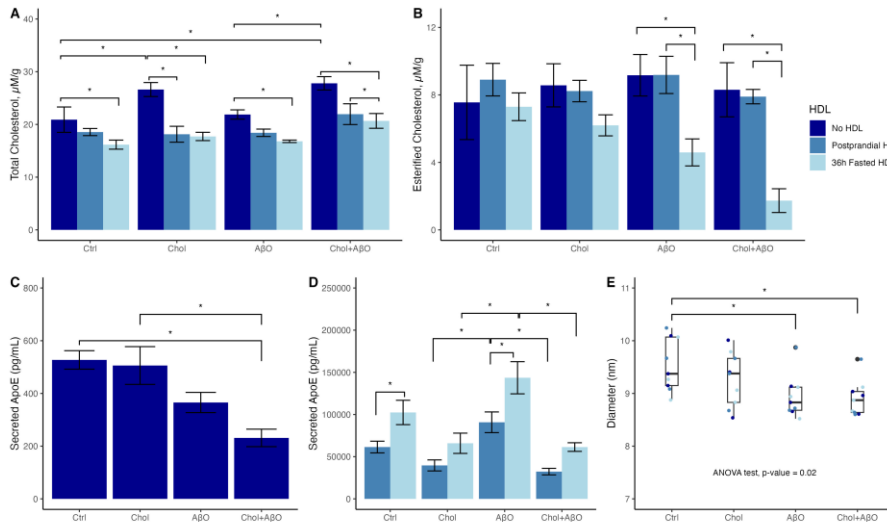 A
Total Cholesterol, µM/g
40
30
20
10
0
* * * * * * * * *
Ctrl Chol AβO Chol+AβO
B
Esterified Cholesterol, µM/g
12
8
4
0
* * * *
Ctrl Chol AβO Chol+AβO
HDL
No HDL
Postprandial H
36h Fasted HD
C
Secreted ApoE (pg/mL)
800
600
400
200
0
* *
Ctrl Chol AβO Chol+AβO
D
Secreted ApoE (pg/mL)
250000
200000
150000
100000
50000
0
* * * * * *
Ctrl Chol AβO Chol+AβO
E
Diameter (nm)
11
10
9
8
7
* *
ANOVA test, p-value = 0.02
Ctrl Chol AβO Chol+AβO